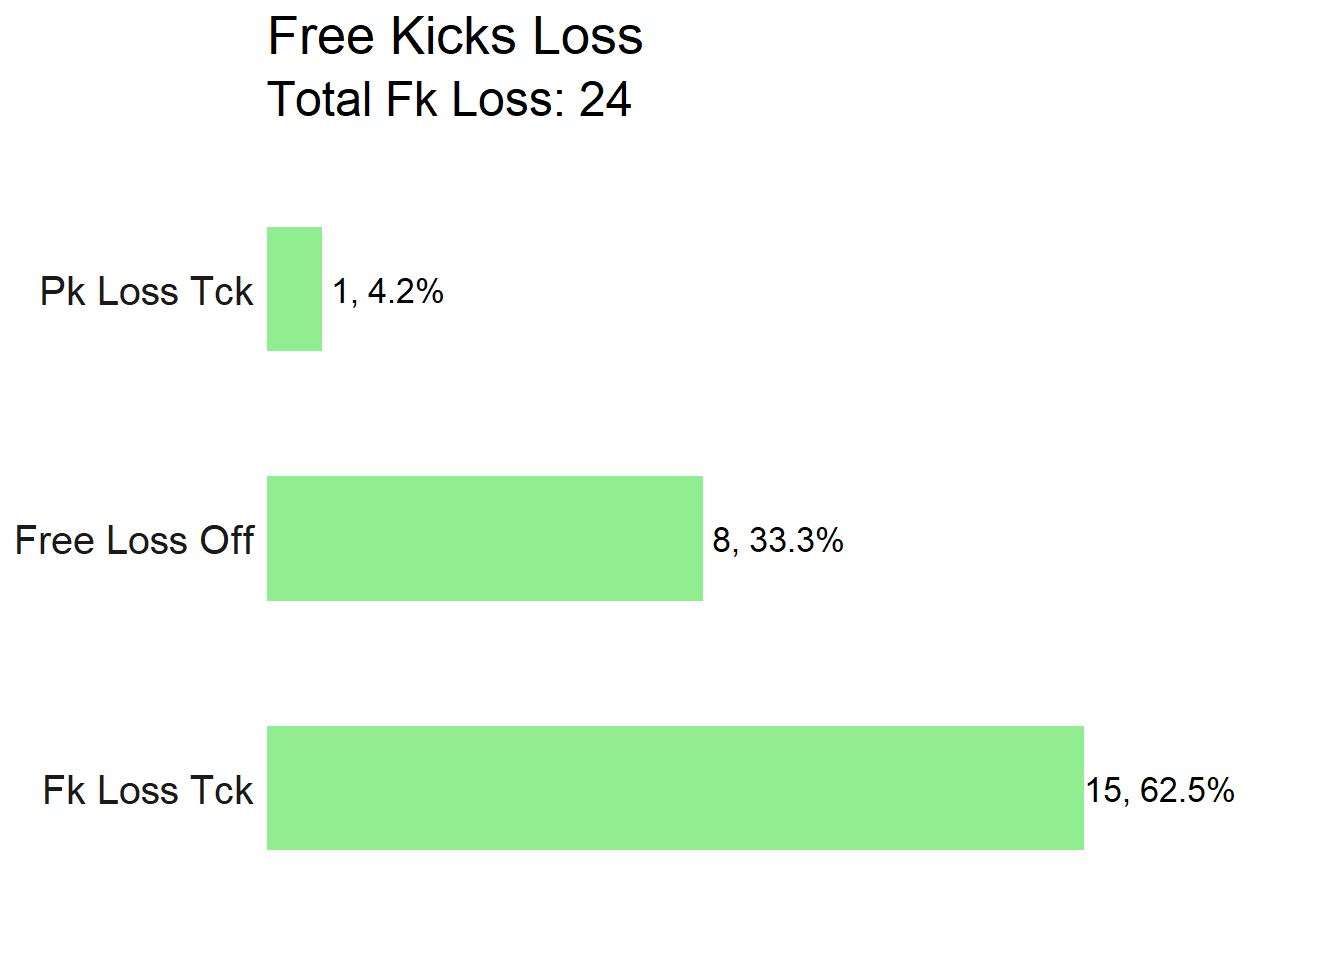 Free Kicks Loss
Total Fk Loss: 24
Pk Loss Tck 1, 4.2%
Free Loss Off 8, 33.3%
Fk Loss Tck 15, 62.5%